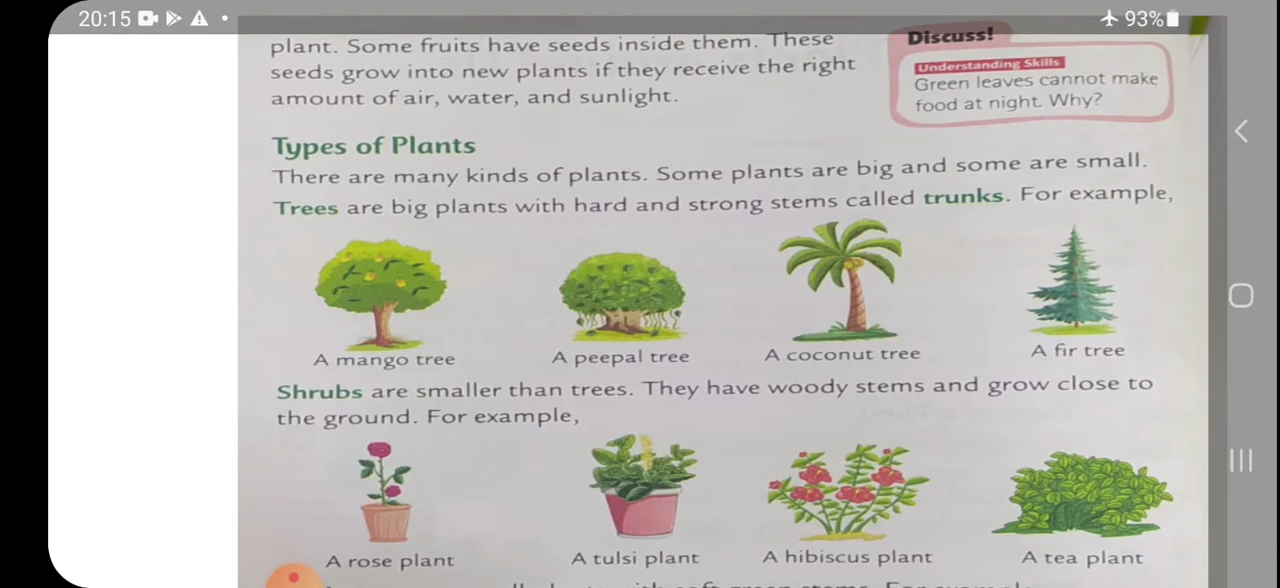 20:15
93%
plant. Some fruits have seeds inside them. These
seeds grow into new plants if they receive the right
amount of air, water, and sunlight.
Discuss!
Understanding Skills
Green leaves cannot make
food at night. Why?
Types of Plants
There are many kinds of plants. Some plants are big and some are small.
Trees are big plants with hard and strong stems called trunks. For example,
A mango tree
A peepal tree
A coconut tree
A fir tree
Shrubs are smaller than trees. They have woody stems and grow close to
the ground. For example,
A rose plant
A tulsi plant
A hibiscus plant
A tea plant